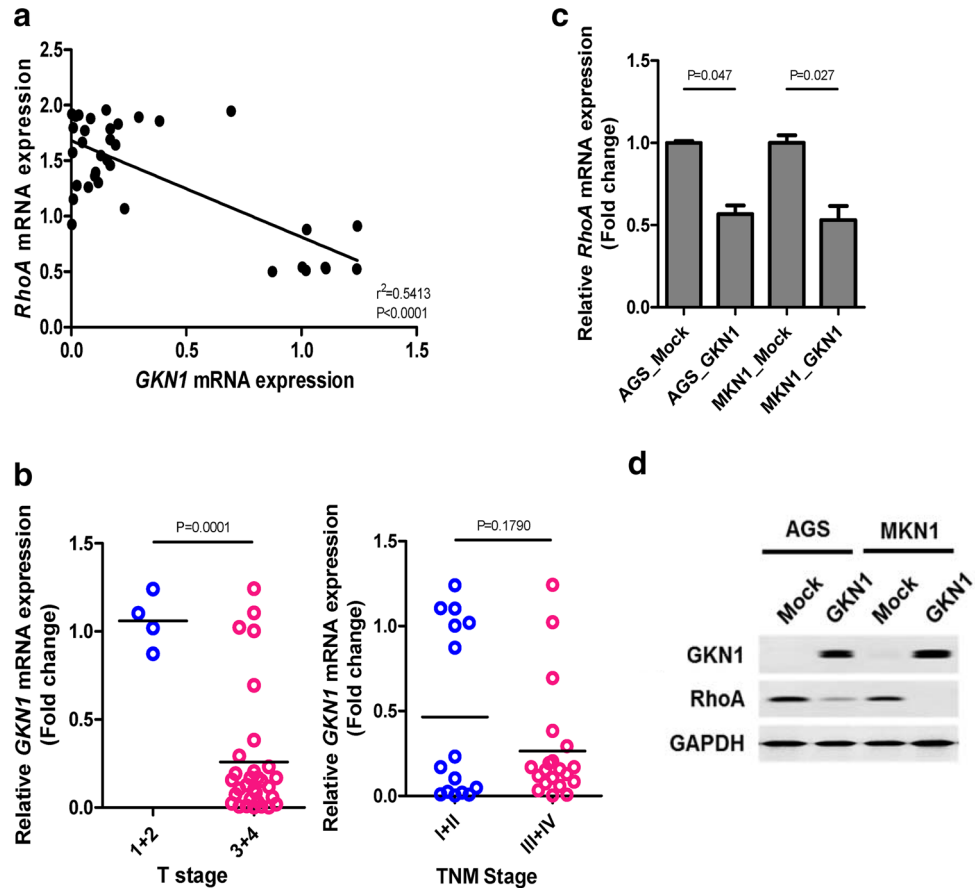 a
RhoA mRNA expression
2.5
2.0
1.5
1.0
0.5
0.0
0.0 0.5 1.0 1.5
r²=0.5413
P<0.0001
GKN1 mRNA expression
c
Relative RhoA mRNA expression
(Fold change)
1.5
1.0
0.5
0.0
P=0.047 P=0.027
AGS_Mock
AGS_GKN1
MKN1_Mock
MKN1_GKN1
b
Relative GKN1 mRNA expression
(Fold change)
1.5
1.0
0.5
0.0
P=0.0001
1+2
3+4
T stage
Relative GKN1 mRNA expression
(Fold change)
1.5
1.0
0.5
0.0
P=0.1790
I+II
III+IV
TNM Stage
d
AGS MKN1
Mock
GKN1
Mock
GKN1
GKN1
RhoA
GAPDH